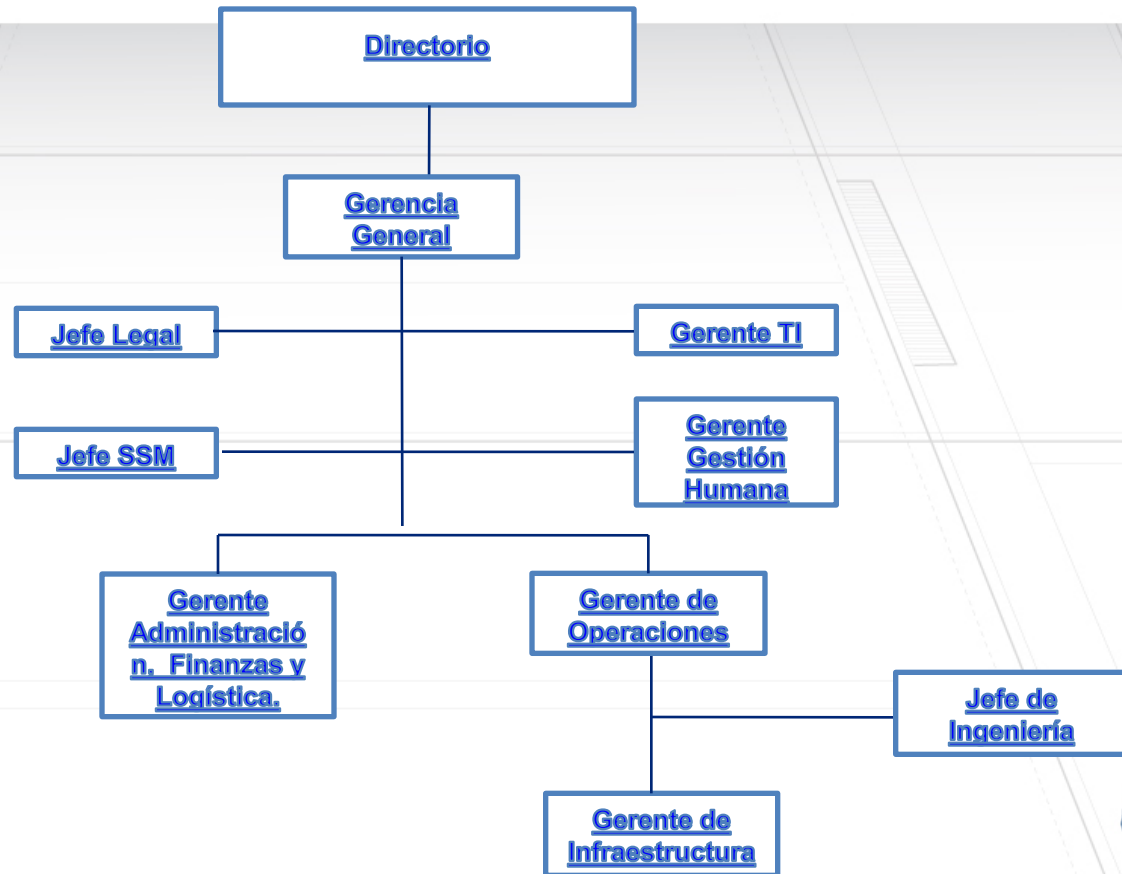 Directorio
Gerencia
General
Jefe Legal
Gerente TI
Jefe SSM
Gerente
Gestión
Humana
Gerente
Administració
n. Finanzas y
Logística.
Gerente de
Operaciones
Jefe de
Ingeniería
Gerente de
Infraestructura